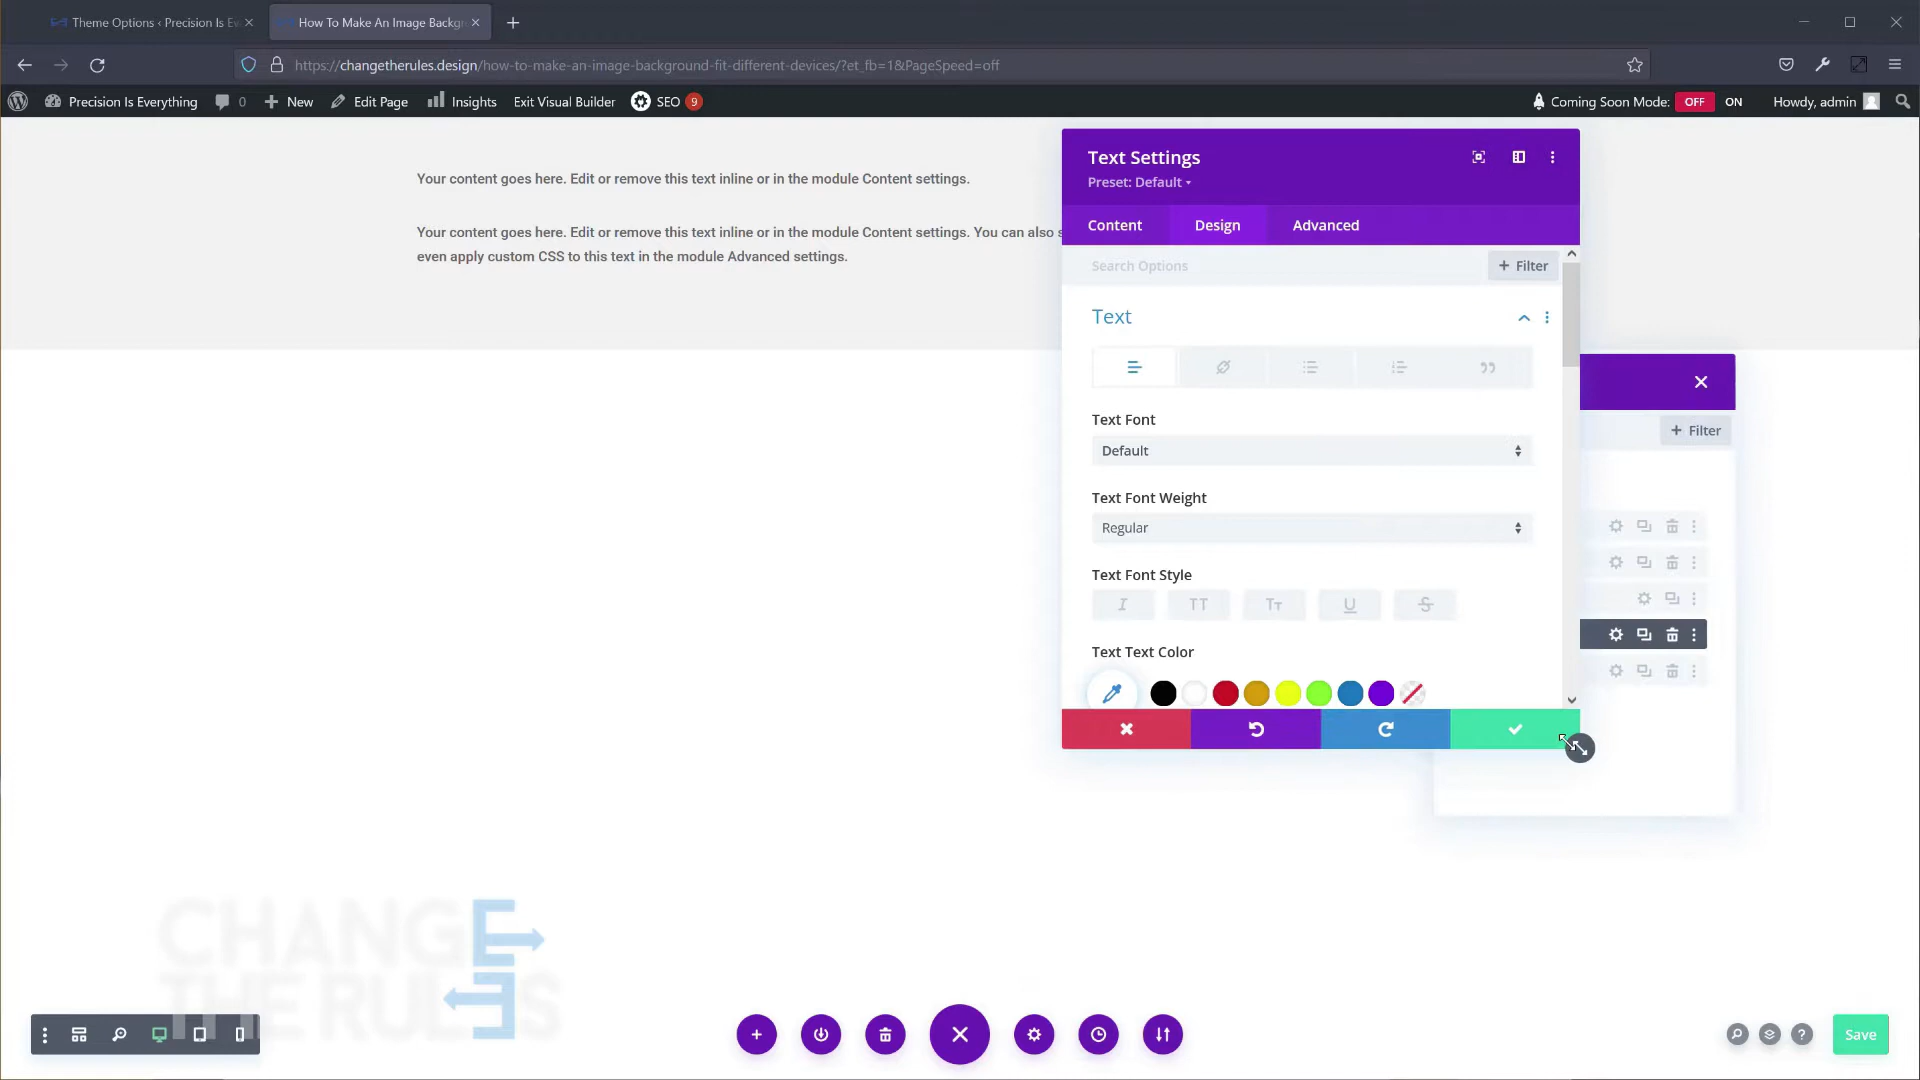 Theme Options ‹ Precision Is Ev
How To Make An Image Backgr
https://changetherules.design/how-to-make-an-image-background-fit-different-devices/?et_fb=1&PageSpeed=off
Precision Is Everything
0
New
Edit Page
Insights
Exit Visual Builder
SEO
9
Coming Soon Mode:
OFF
ON
Howdy, admin
Your content goes here. Edit or remove this text inline or in the module Content settings.
Your content goes here. Edit or remove this text inline or in the module Content settings. You can also s
even apply custom CSS to this text in the module Advanced settings.
Text Settings
Preset: Default
Content
Design
Advanced
Search Options
+ Filter
Text
Text Font
Default
Text Font Weight
Regular
Text Font Style
I
TT
TT
U
S
Text Text Color
+ Filter
CHANGE
THE RULES
Save